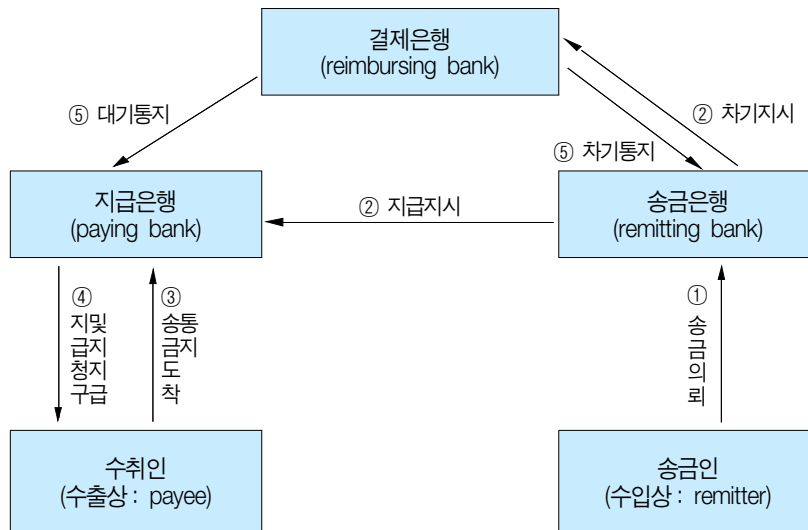 결제은행
(reimbursing bank)
⑤ 대기통지
② 차기지시
⑤ 차기통지
지급은행
(paying bank)
② 지급지시
송금은행
(remitting bank)
④
지및
급지
청지
구급
③
송통
금지
도
착
①
송
금
의
뢰
수취인
(수출상 : payee)
송금인
(수입상 : remitter)